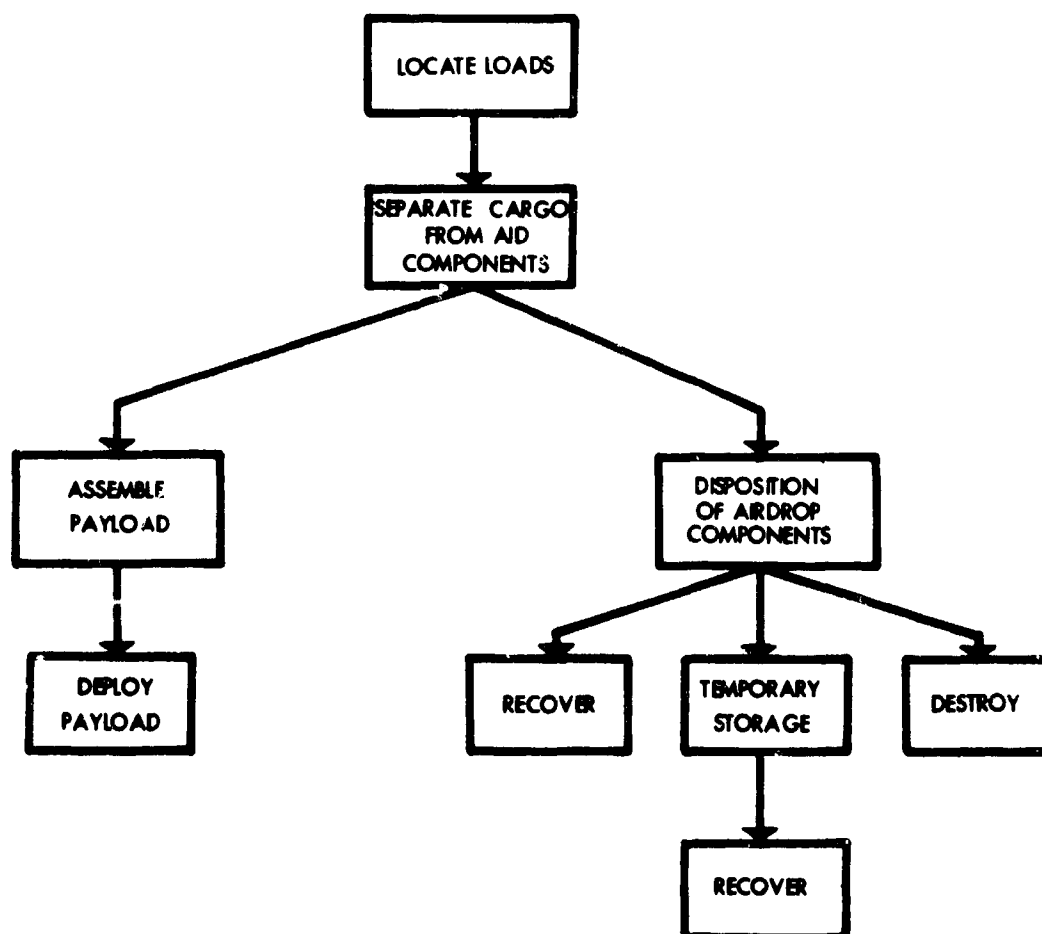 LOCATE LOADS
SEPARATE CARGO
FROM AID
COMPONENTS
ASSEMBLE
PAYLOAD
DISPOSITION
OF AIRDROP
COMPONENTS
DEPLOY
PAYLOAD
RECOVER
TEMPORARY
STORAGE
DESTROY
RECOVER